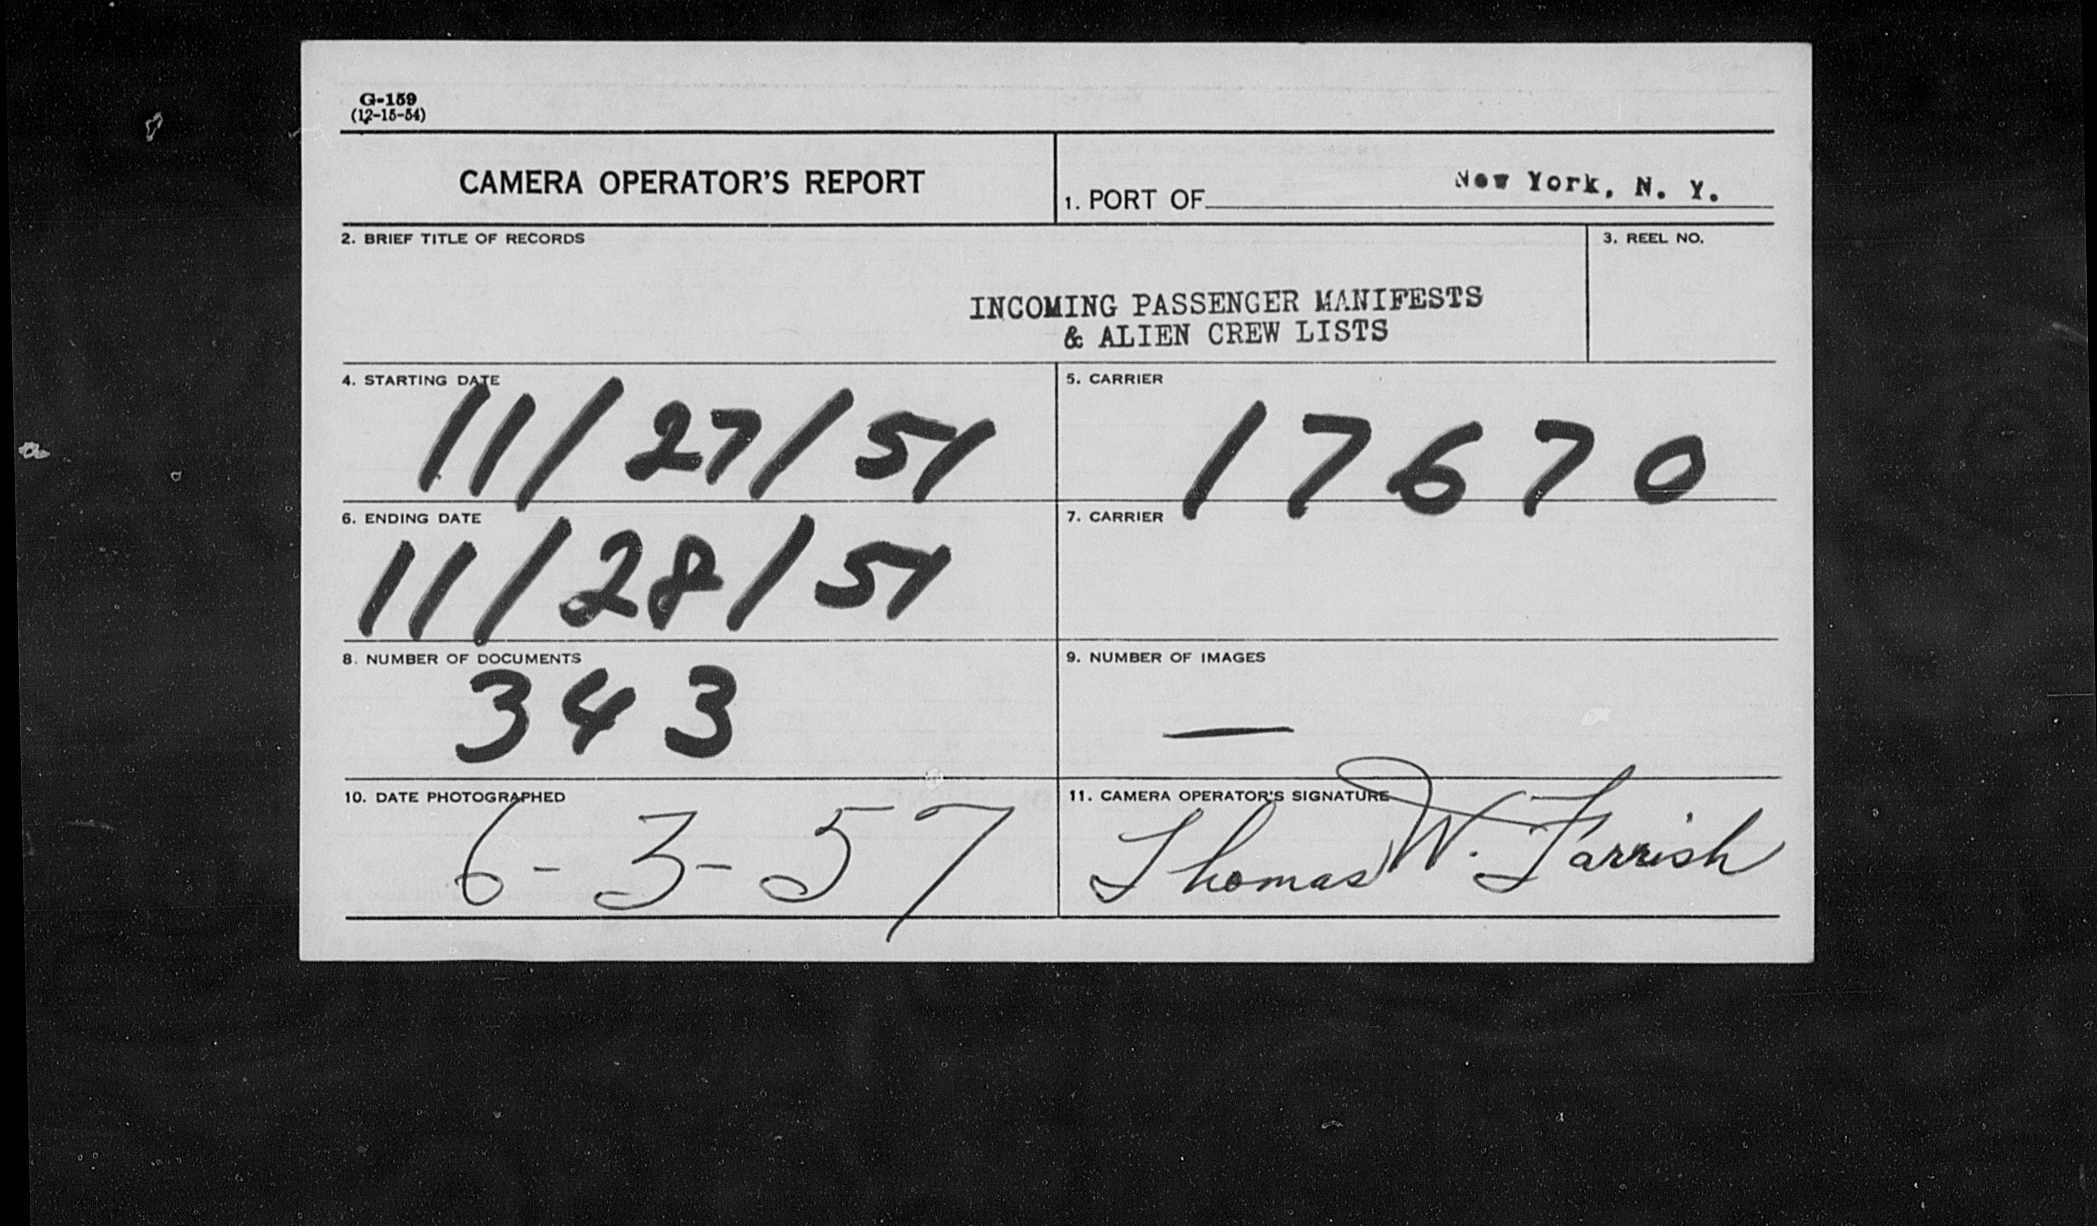 G-159
(12-15-54)
CAMERA OPERATOR'S REPORT
1. PORT OF New York, N. Y.
2. BRIEF TITLE OF RECORDS
3. REEL NO.
INCOMING PASSENGER MANIFESTS
& ALIEN CREW LISTS
4. STARTING DATE
11/27/51
5. CARRIER
17670
6. ENDING DATE
11/28/51
7. CARRIER
8. NUMBER OF DOCUMENTS
343
9. NUMBER OF IMAGES
—
10. DATE PHOTOGRAPHED
6-3-57
11. CAMERA OPERATOR'S SIGNATURE
Thomas W. Farrish